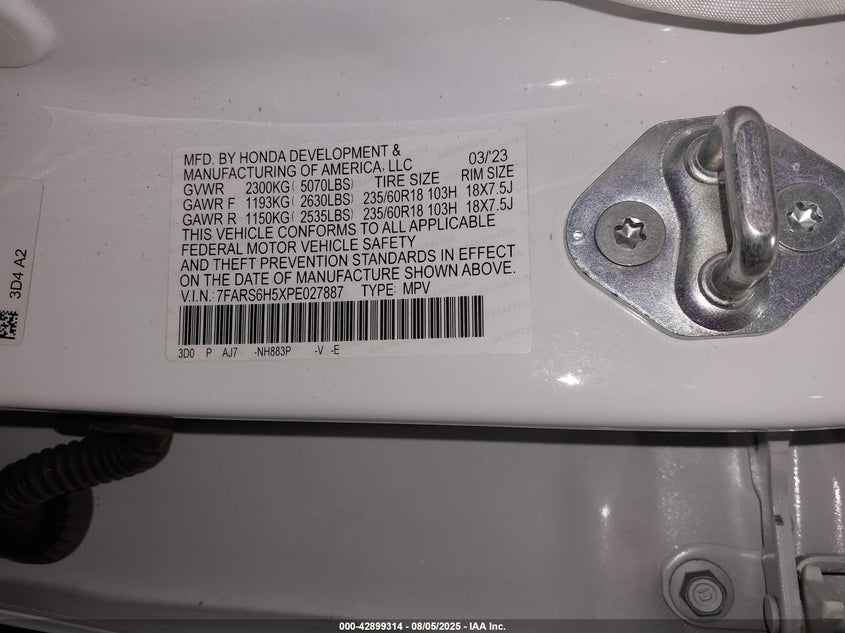 MFD. BY HONDA DEVELOPMENT &
MANUFACTURING OF AMERICA, LLC 03/'23
GVWR 2300KG( 5070LBS) TIRE SIZE RIM SIZE
GAWR F 1193KG( 2630LBS) 235/60R18 103H 18X7.5J
GAWR R 1150KG( 2535LBS) 235/60R18 103H 18X7.5J
THIS VEHICLE CONFORMS TO ALL APPLICABLE
FEDERAL MOTOR VEHICLE SAFETY
AND THEFT PREVENTION STANDARDS IN EFFECT
ON THE DATE OF MANUFACTURE SHOWN ABOVE.
V.I.N.: 7FARS6H5XPE027887 TYPE: MPV
3D0 P AJ7 -NH883P -V -E
3D4 A2
000-42899314 - 08/05/2025 - IAA Inc.